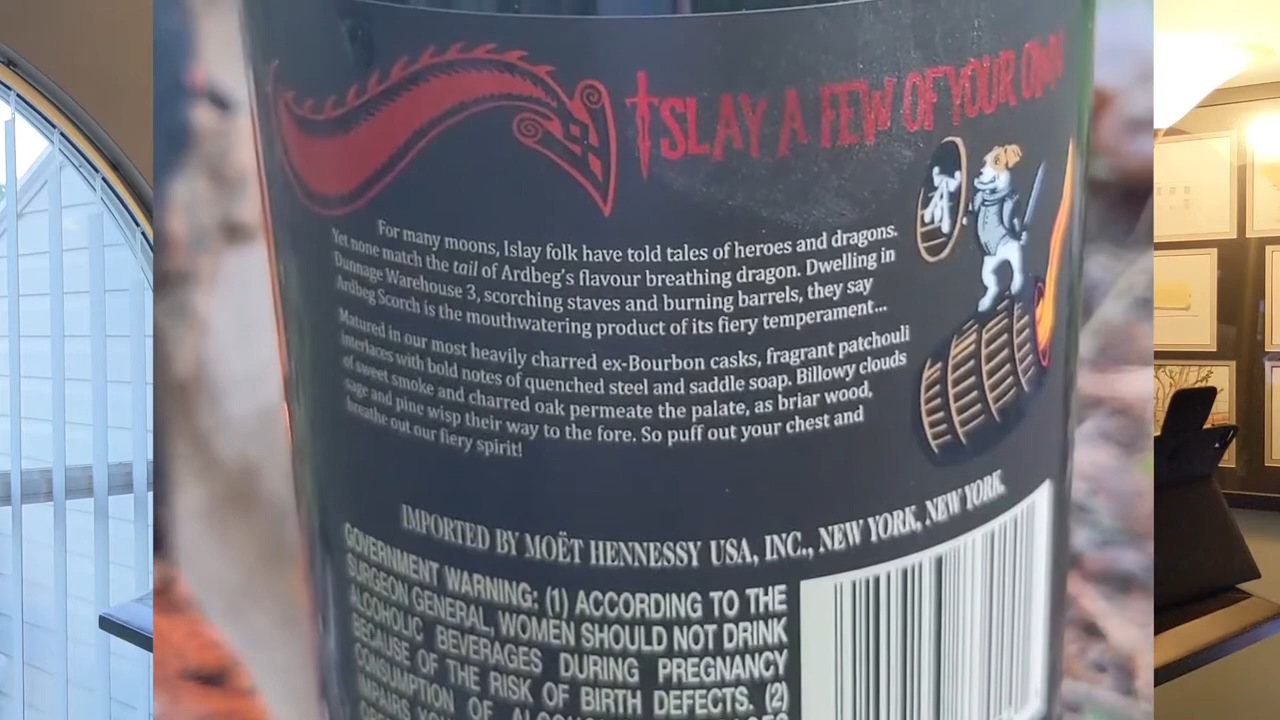 ISLAY A FEW OF YOUR OWN
For many moons, Islay folk have told tales of heroes and dragons.
Yet none match the tail of Ardbeg's flavour breathing dragon. Dwelling in
Dunnage Warehouse 3, scorching staves and burning barrels, they say
Ardbeg Scorch is the mouthwatering product of its fiery temperament...
Matured in our most heavily charred ex-Bourbon casks, fragrant patchouli
interlaces with bold notes of quenched steel and saddle soap. Billowy clouds
of sweet smoke and charred oak permeate the palate, as briar wood,
sage and pine wisp their way to the fore. So puff out your chest and
breathe out our fiery spirit!
IMPORTED BY MOËT HENNESSY USA, INC., NEW YORK, NEW YORK.
GOVERNMENT WARNING: (1) ACCORDING TO THE
SURGEON GENERAL, WOMEN SHOULD NOT DRINK
ALCOHOLIC BEVERAGES DURING PREGNANCY
BECAUSE OF THE RISK OF BIRTH DEFECTS. (2)
CONSUMPTION OF
IMPAIRS